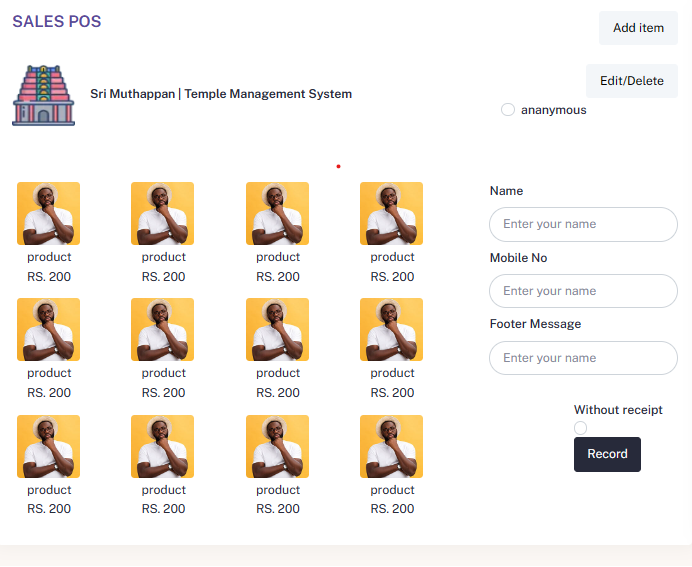 SALES POS
Add item
Sri Muthappan | Temple Management System
Edit/Delete
ananymous
product product product product
RS. 200 RS. 200 RS. 200 RS. 200
product product product product
RS. 200 RS. 200 RS. 200 RS. 200
product product product product
RS. 200 RS. 200 RS. 200 RS. 200
Name
Enter your name
Mobile No
Enter your name
Footer Message
Enter your name
Without receipt
Record